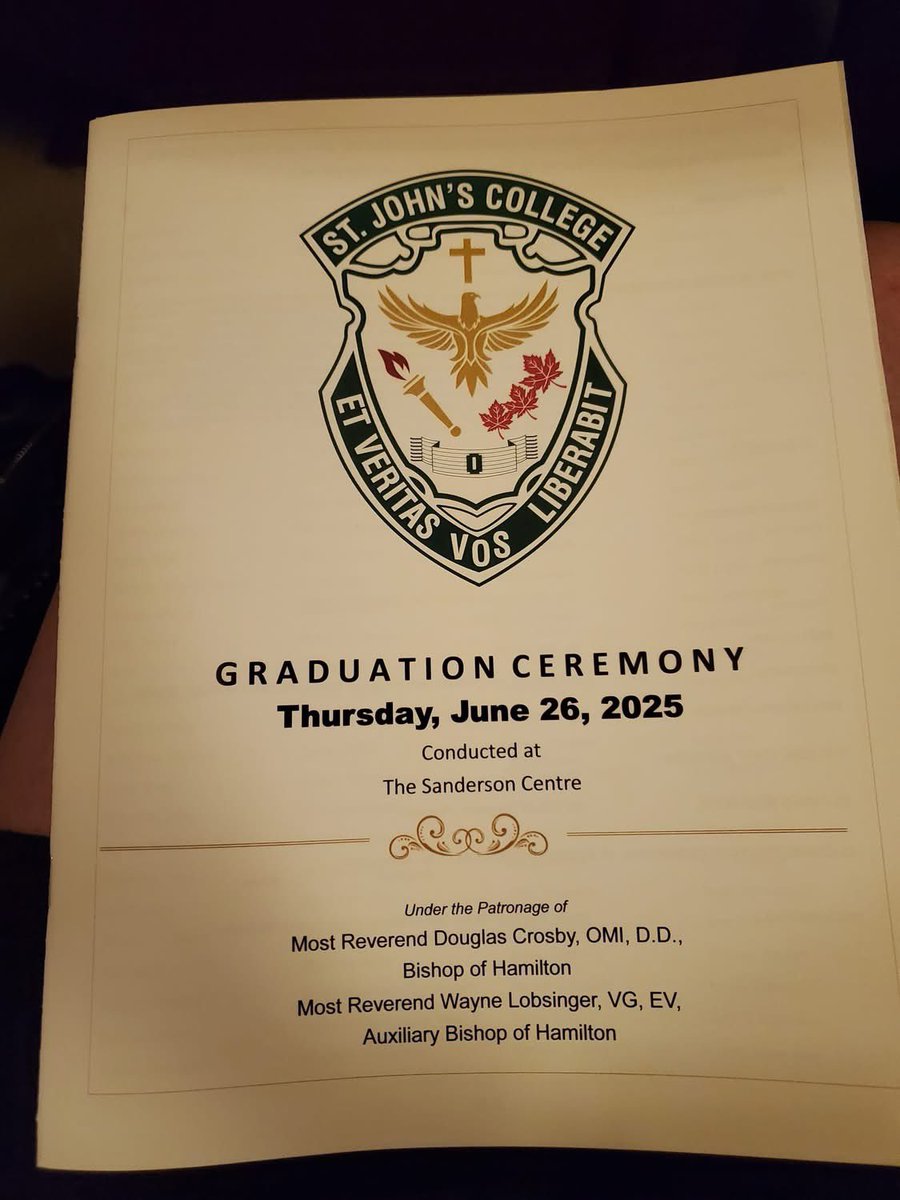 ST. JOHN'S COLLEGE
ET VERITAS VOS LIBERABIT
GRADUATION CEREMONY
Thursday, June 26, 2025
Conducted at
The Sanderson Centre
Under the Patronage of
Most Reverend Douglas Crosby, OMI, D.D.,
Bishop of Hamilton
Most Reverend Wayne Lobsinger, VG, EV,
Auxiliary Bishop of Hamilton